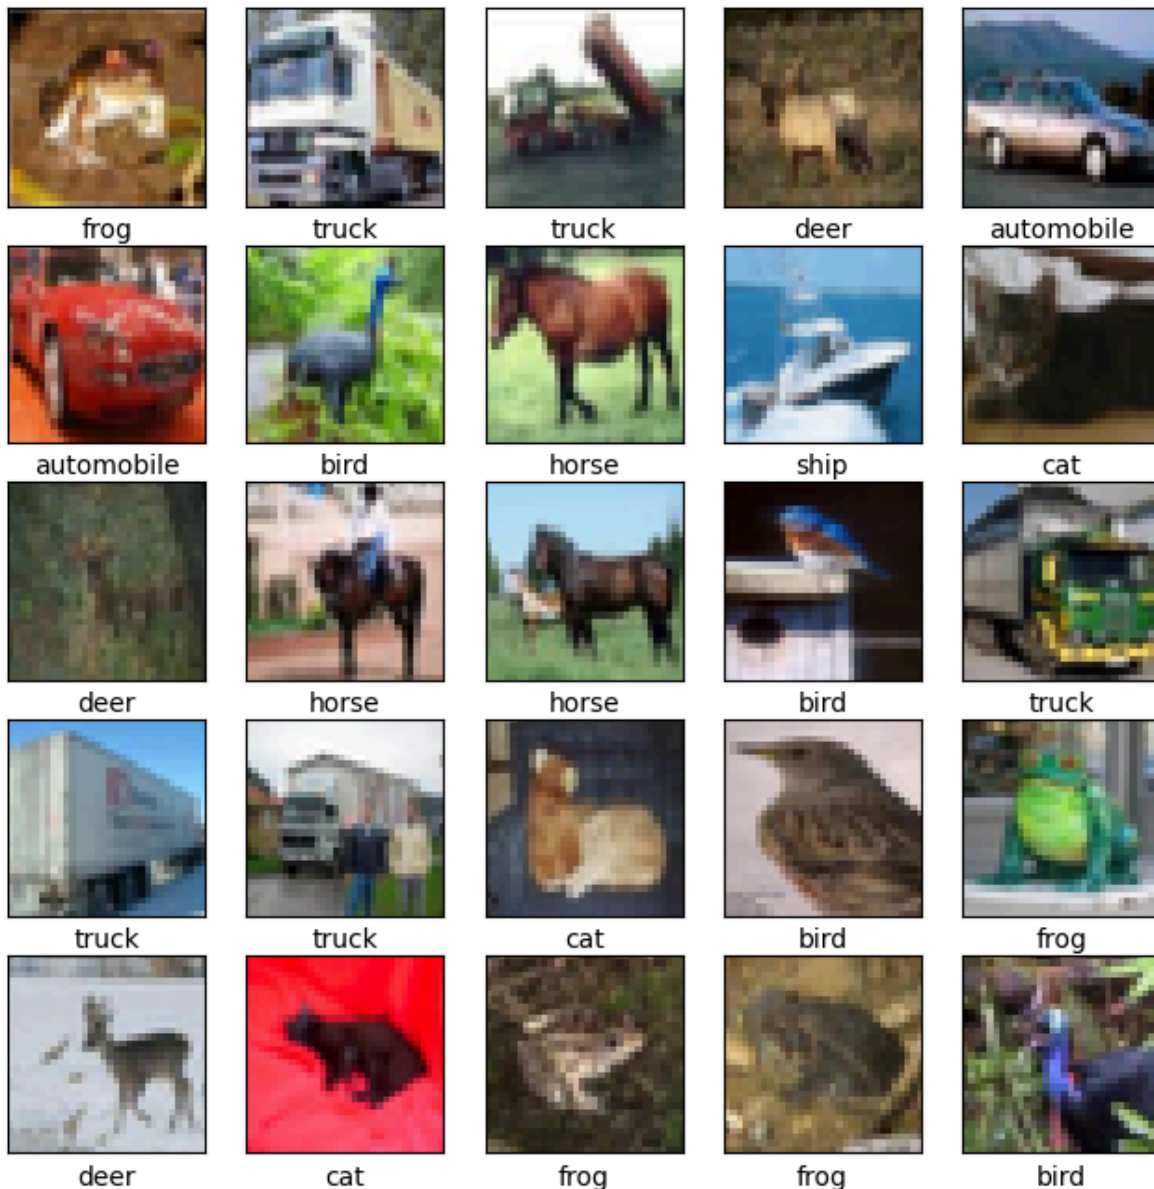 frog truck truck deer automobile
automobile bird horse ship cat
deer horse horse bird truck
truck truck cat bird frog
deer cat frog frog bird